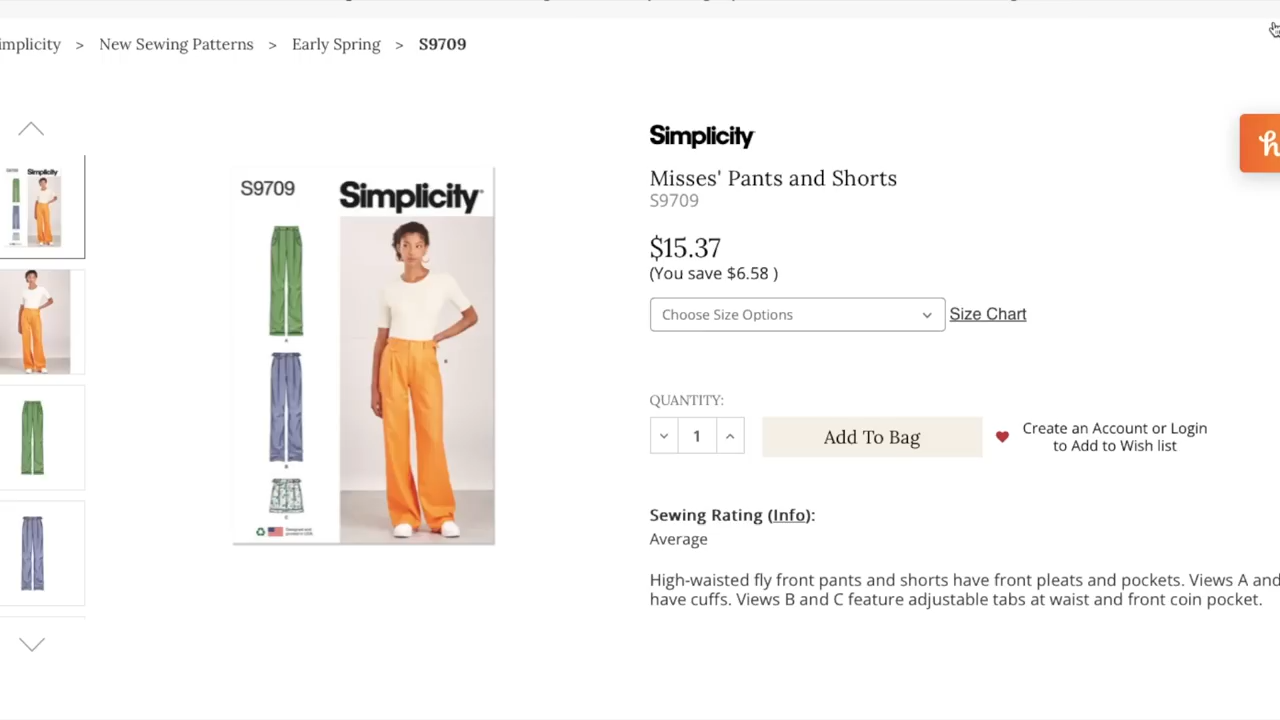 implicity > New Sewing Patterns > Early Spring > S9709
Simplicity
Misses' Pants and Shorts
S9709
$15.37
(You save $6.58 )
Choose Size Options
Size Chart
QUANTITY:
1
Add To Bag
Create an Account or Login
to Add to Wish list
Sewing Rating (Info):
Average
High-waisted fly front pants and shorts have front pleats and pockets. Views A and
have cuffs. Views B and C feature adjustable tabs at waist and front coin pocket.
S9709
Simplicity
Simplicity
h